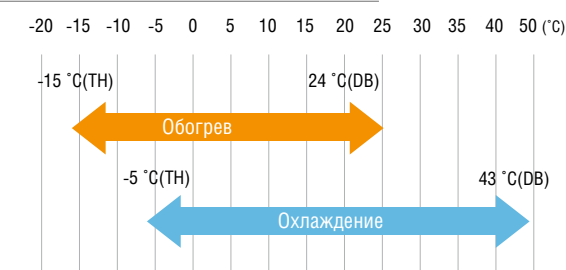 -20 -15 -10 -5 0 5 10 15 20 25 30 35 40 50 (˚C)
-15 ˚C(TH) 24 ˚C(DB)
Обогрев
-5 ˚C(TH) 43 ˚C(DB)
Охлаждение